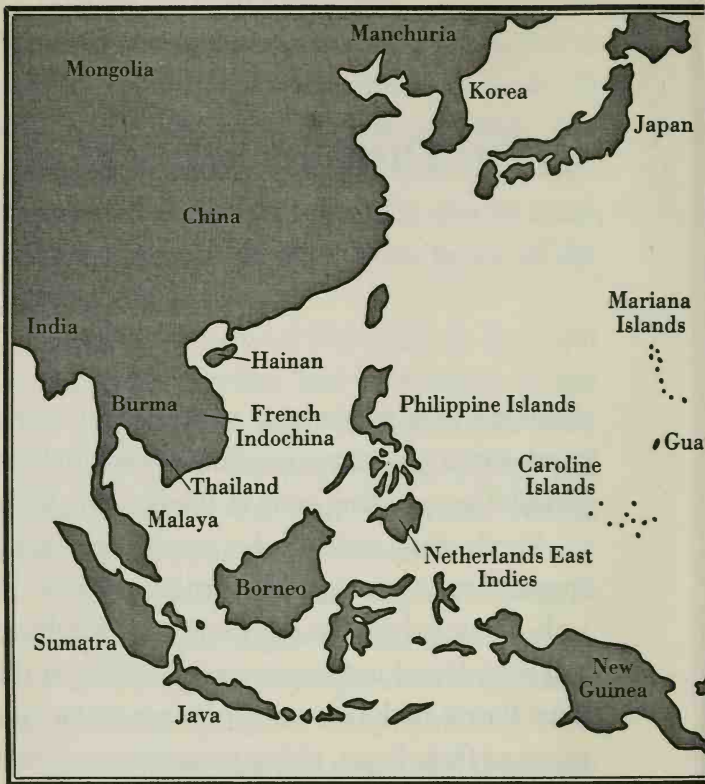 Manchuria
Mongolia
Korea
Japan
China
Mariana
Islands
India
Hainan
Burma
French
Indochina
Philippine Islands
Gua
Caroline
Islands
Thailand
Malaya
Netherlands East
Indies
Borneo
Sumatra
New
Guinea
Java